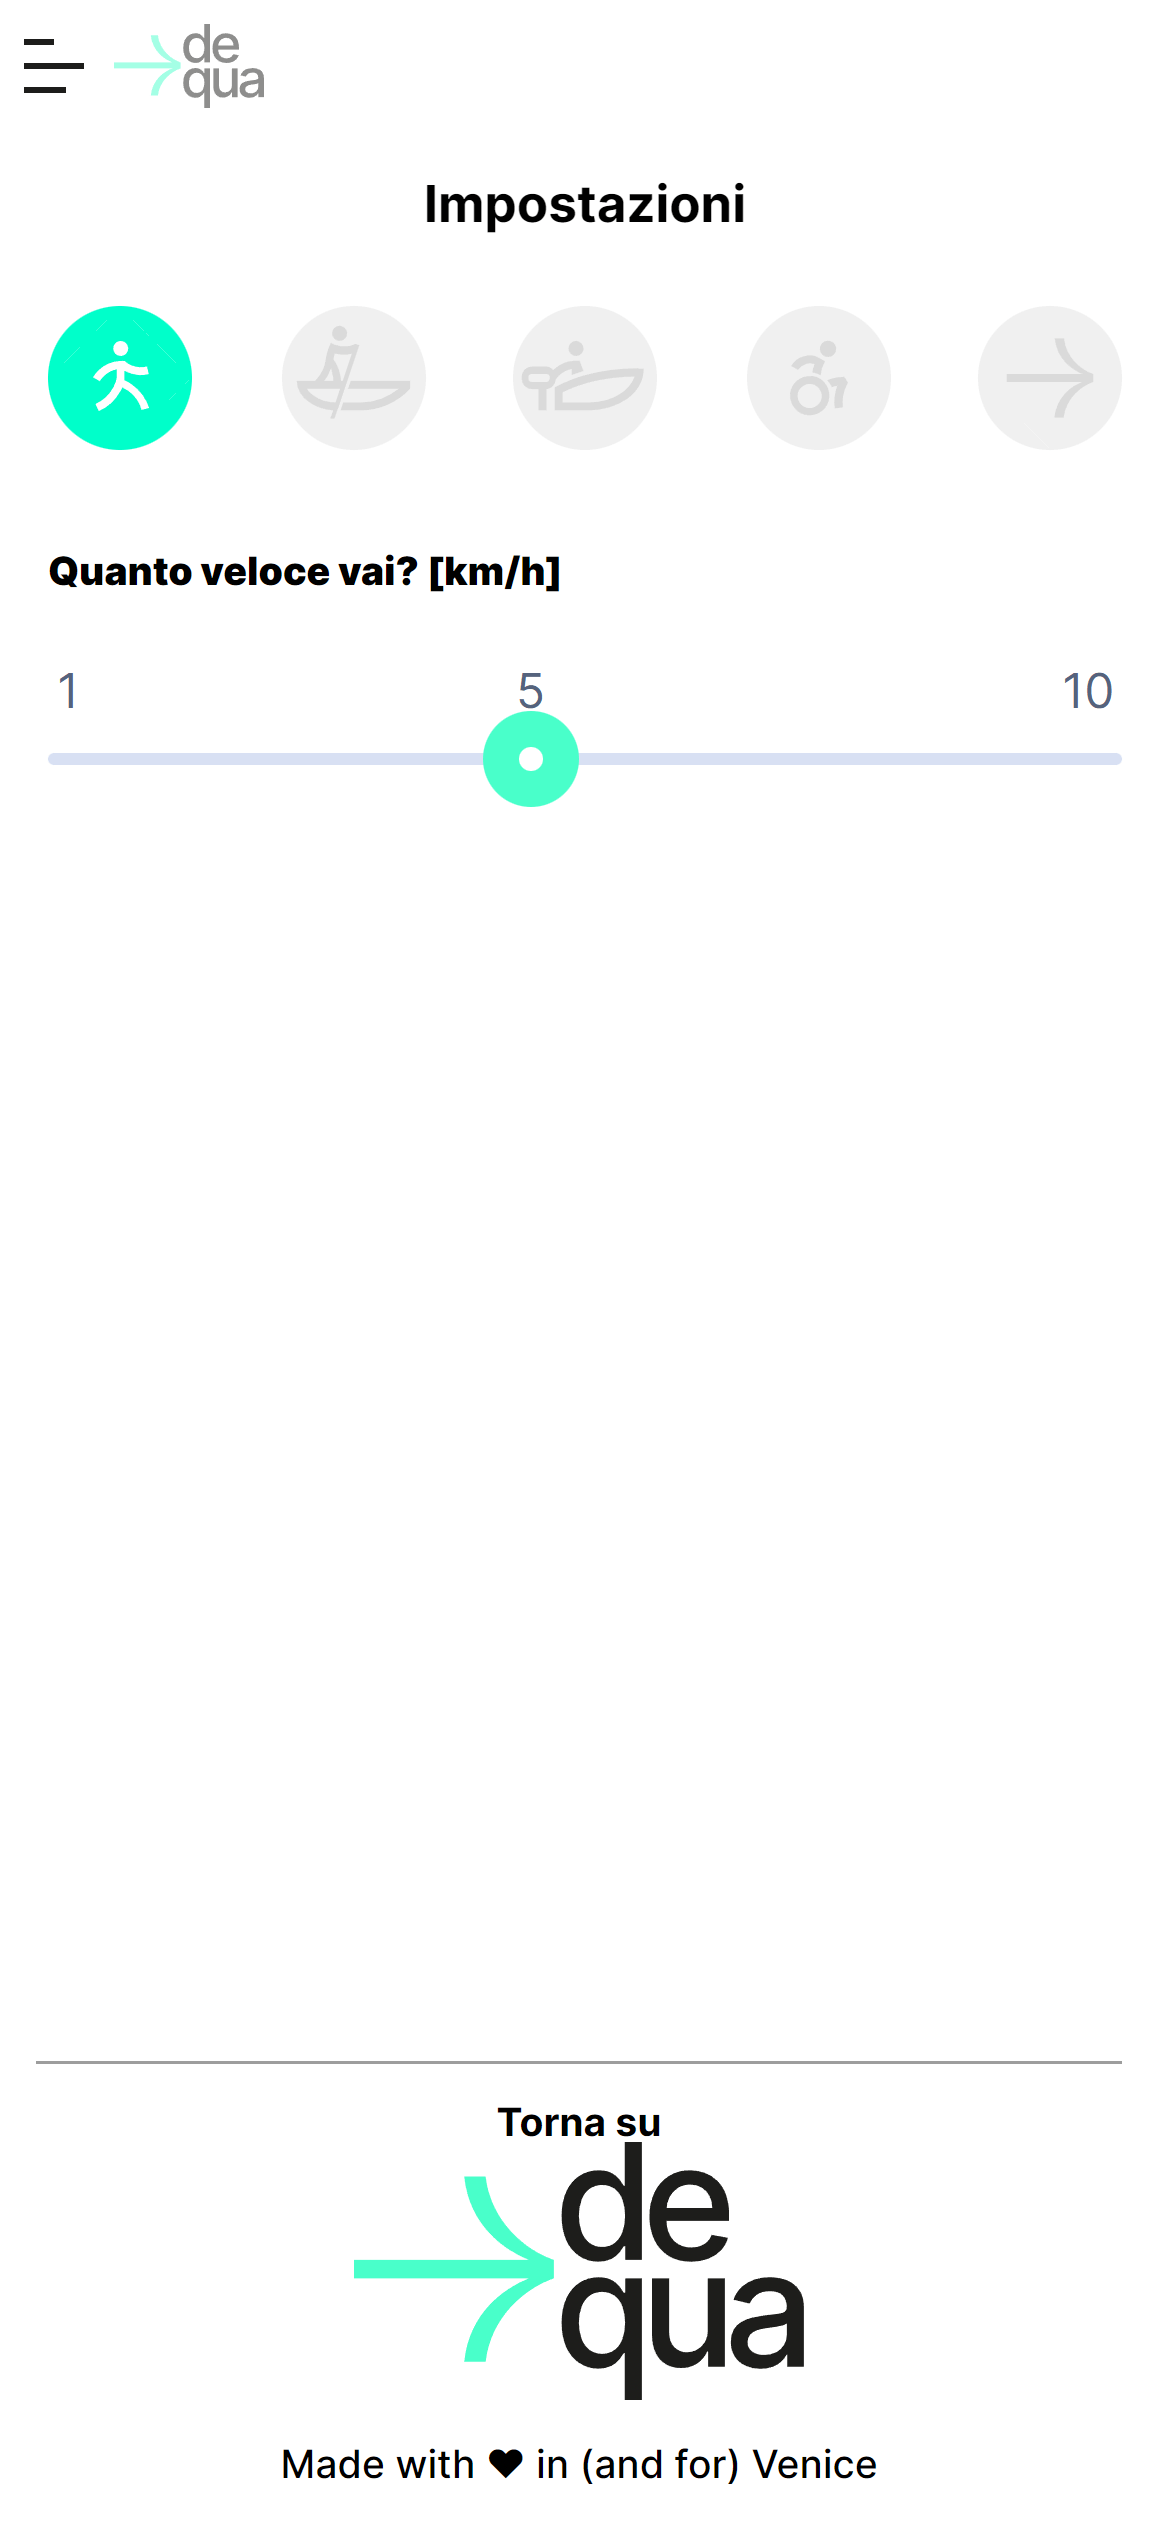 de
qua
Impostazioni
Quanto veloce vai? [km/h]
1 5 10
Torna su
de
qua
Made with ❤ in (and for) Venice